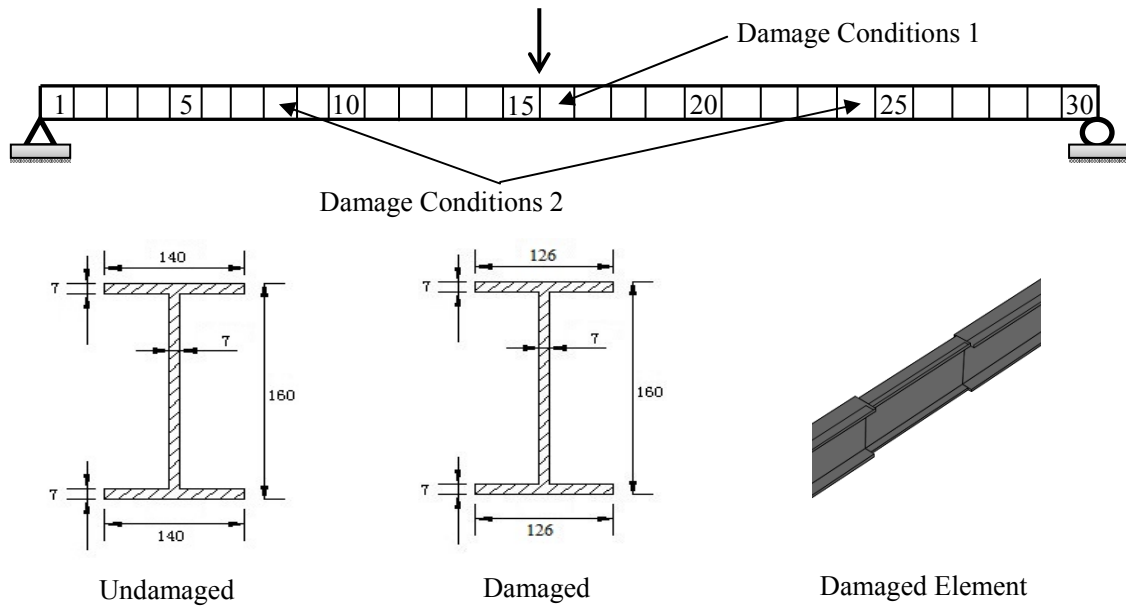 Damage Conditions 1
1 5 10 15 20 25 30
Damage Conditions 2
140 126
7 7
7 7
160 160
7 7
140 126
Undamaged Damaged Damaged Element